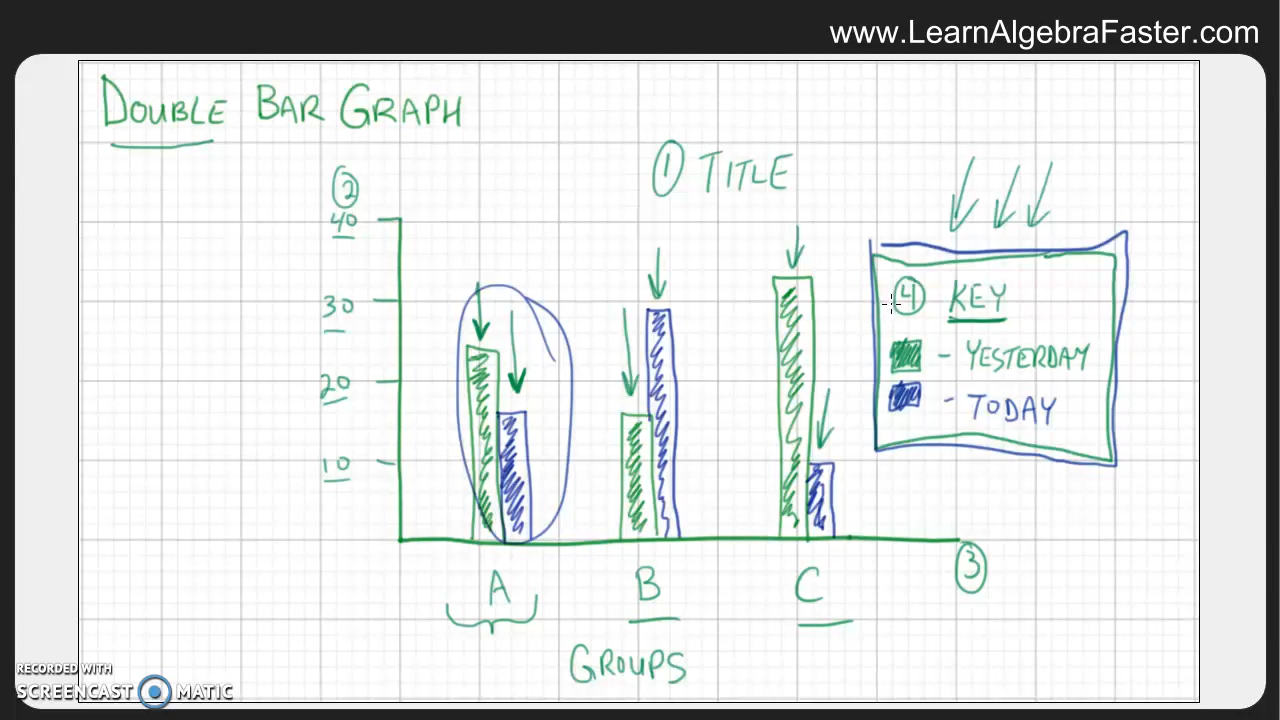 www.LearnAlgebraFaster.com
DOUBLE BAR GRAPH
1 TITLE
2
40
30
20
10
4 KEY
- YESTERDAY
- TODAY
3
A B C
GROUPS
RECORDED WITH
SCREENCAST MATIC